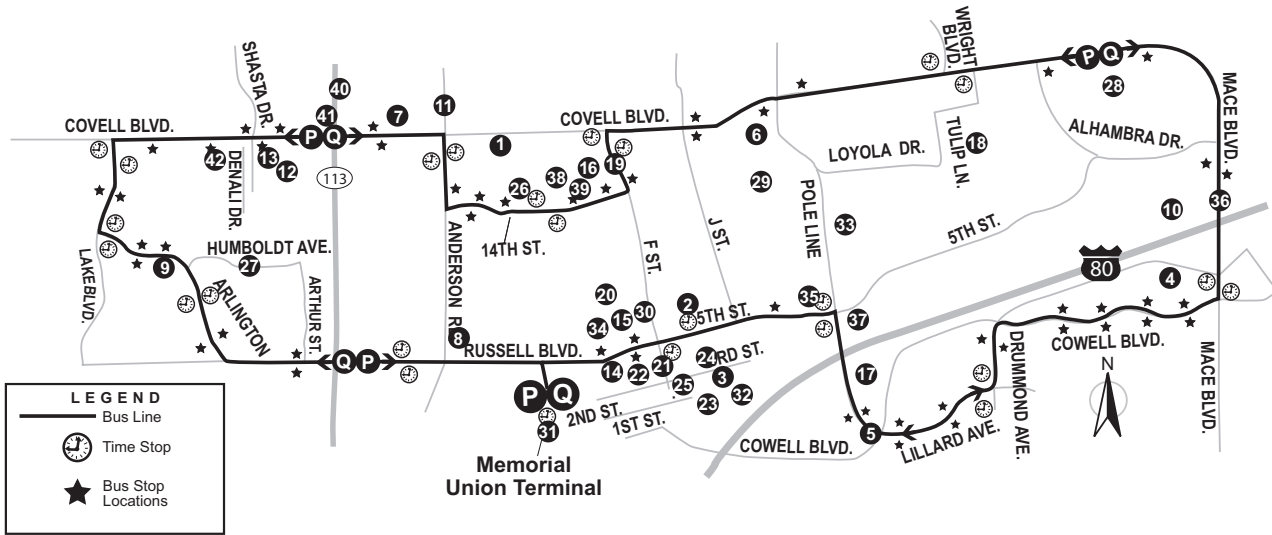 WRIGHT
BLVD.
SHASTA DR.
P Q
28
MACE BLVD.
40
41
7
11
COVELL BLVD.
P Q
COVELL BLVD.
1
6
42
13
12
DENALI DR.
113
16
19
38
39
26
LOYOLA DR.
TULIP LN.
18
ALHAMBRA DR.
29
POLE LINE
36
10
33
14TH ST.
J ST.
F ST.
5TH ST.
HUMBOLDT AVE.
9
27
LAKE BLVD.
ARLINGTON
ARTHUR ST.
ANDERSON R
80
4
20
2
35
30
15
34
5TH ST.
37
8
RUSSELL BLVD.
Q P
DRUMMOND AVE.
COWELL BLVD.
MACE BLVD.
14
22
21
24
RD ST.
3
25
17
32
23
P Q
2ND ST.
1ST ST.
31
COWELL BLVD.
5
LILLARD AVE.
N
Memorial
Union Terminal
LEGEND
Bus Line
Time Stop
Bus Stop
Locations